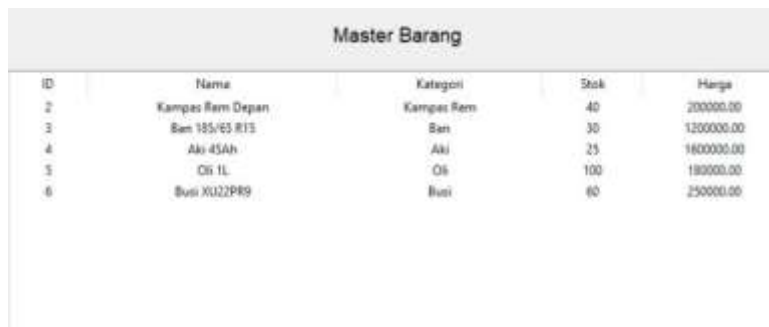 Master Barang
ID Nama Kategori Stok Harga
2 Kampas Rem Depan Kampas Rem 40 200000.00
3 Ban 185/65 R15 Ban 30 1200000.00
4 Aki 45Ah Aki 25 1600000.00
5 Oli 1L Oli 100 180000.00
6 Busi XU22PR9 Busi 60 250000.00